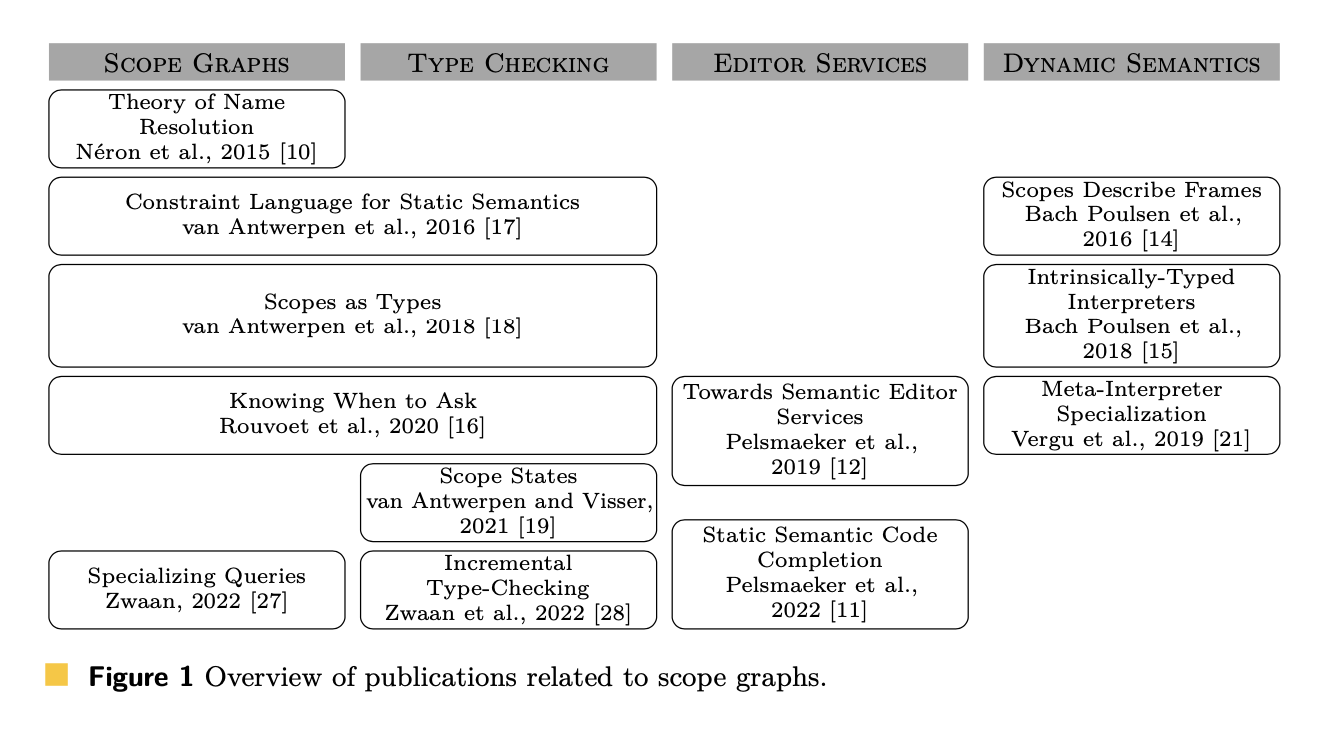 SCOPE GRAPHS
TYPE CHECKING
EDITOR SERVICES
DYNAMIC SEMANTICS
Theory of Name
Resolution
Néron et al., 2015 [10]
Constraint Language for Static Semantics
van Antwerpen et al., 2016 [17]
Scopes Describe Frames
Bach Poulsen et al.,
2016 [14]
Scopes as Types
van Antwerpen et al., 2018 [18]
Intrinsically-Typed
Interpreters
Bach Poulsen et al.,
2018 [15]
Knowing When to Ask
Rouvoet et al., 2020 [16]
Towards Semantic Editor
Services
Pelsmaeker et al.,
2019 [12]
Meta-Interpreter
Specialization
Vergu et al., 2019 [21]
Scope States
van Antwerpen and Visser,
2021 [19]
Static Semantic Code
Completion
Pelsmaeker et al.,
2022 [11]
Specializing Queries
Zwaan, 2022 [27]
Incremental
Type-Checking
Zwaan et al., 2022 [28]
Figure 1 Overview of publications related to scope graphs.